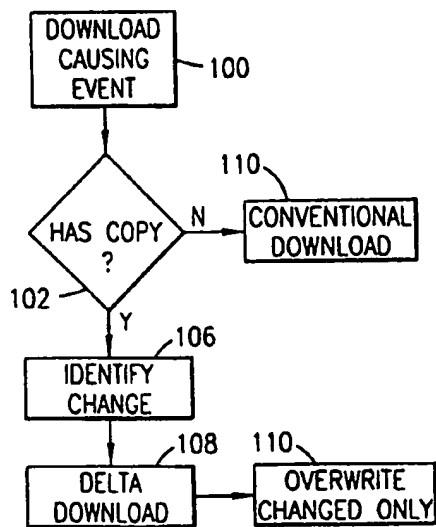 DOWNLOAD
CAUSING
EVENT
100
110
HAS COPY
?
N
CONVENTIONAL
DOWNLOAD
102
Y
106
IDENTIFY
CHANGE
108
110
DELTA
DOWNLOAD
OVERWRITE
CHANGED ONLY